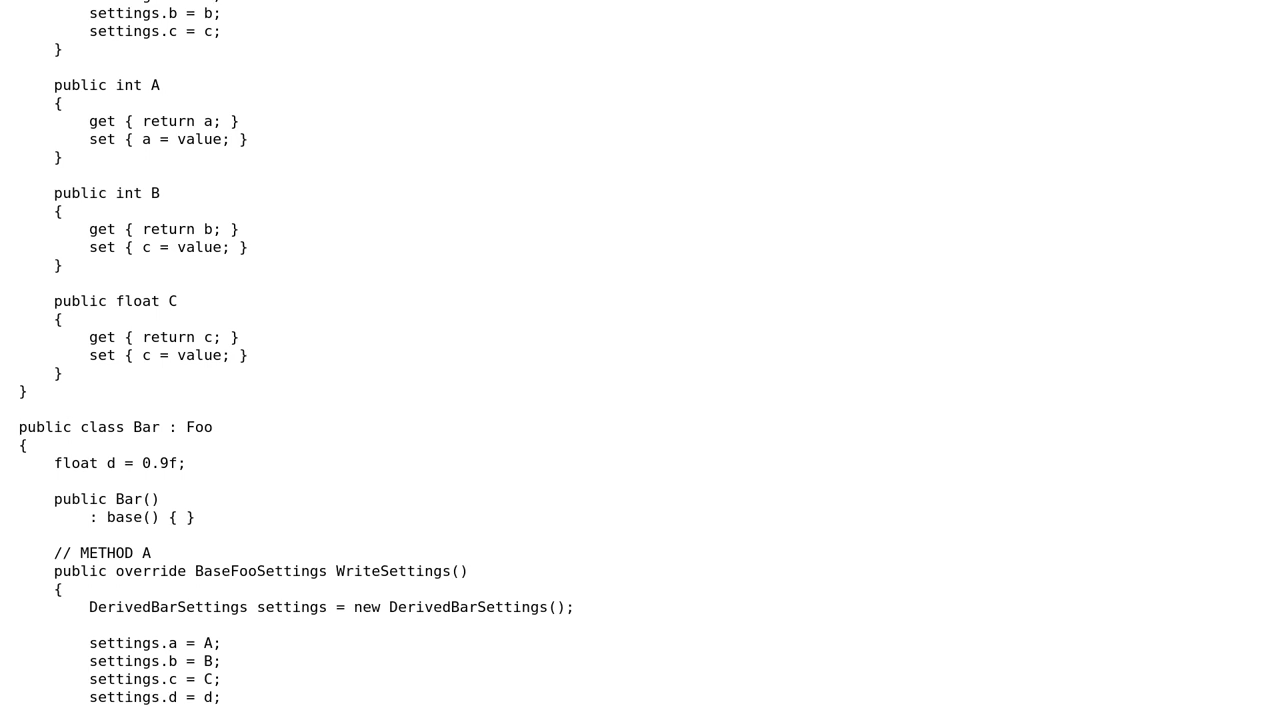 settings.b = b;
settings.c = c;
}
public int A
{
get { return a; }
set { a = value; }
}
public int B
{
get { return b; }
set { c = value; }
}
public float C
{
get { return c; }
set { c = value; }
}
}
public class Bar : Foo
{
float d = 0.9f;
public Bar()
: base() { }
// METHOD A
public override BaseFooSettings WriteSettings()
{
DerivedBarSettings settings = new DerivedBarSettings();
settings.a = A;
settings.b = B;
settings.c = C;
settings.d = d;